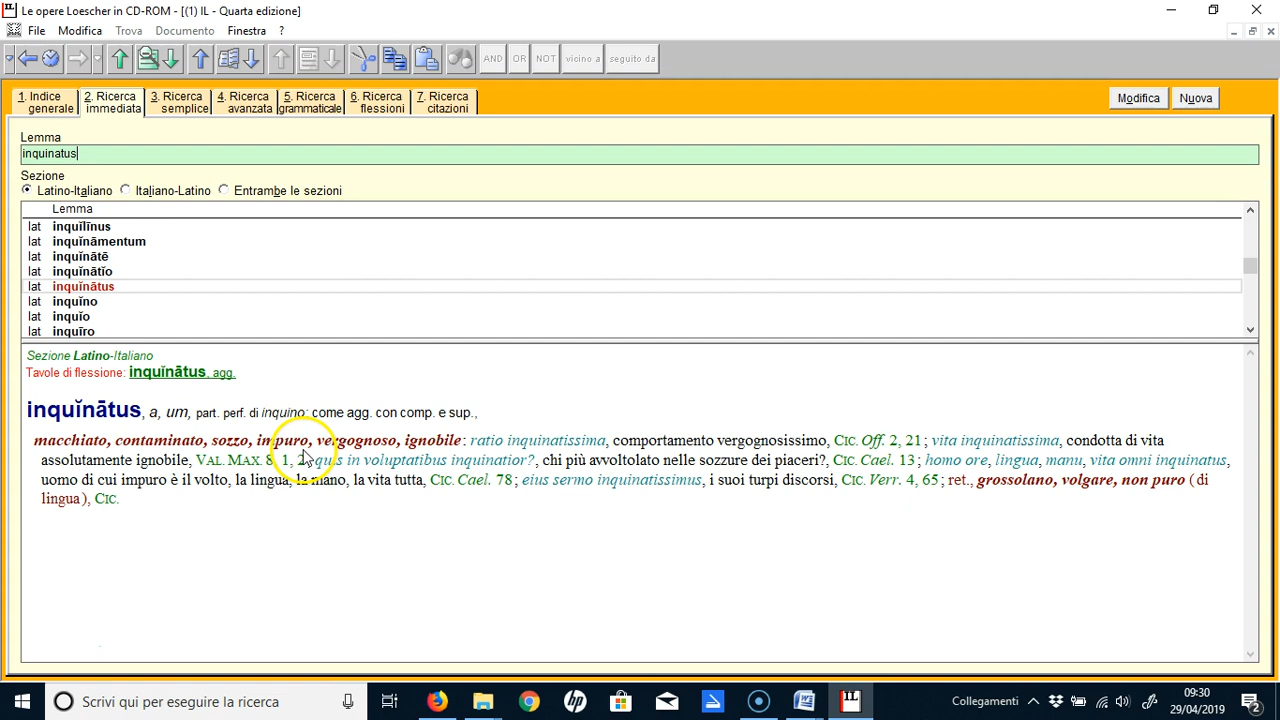 Le opere Loescher in CD-ROM - [(1) IL - Quarta edizione]
File Modifica Trova Documento Finestra ?
AND OR NOT vicino a seguito da
1. Indice generale 2. Ricerca immediata 3. Ricerca semplice 4. Ricerca avanzata 5. Ricerca grammaticale 6. Ricerca flessioni 7. Ricerca citazioni Modifica Nuova
Lemma
inquinatus
Sezione
Latino-Italiano Italiano-Latino Entrambe le sezioni
Lemma
lat inquĭlīnus
lat inquĭnāmentum
lat inquĭnātē
lat inquĭnātĭo
lat inquĭnātus
lat inquĭno
lat inquĭo
lat inquīro
Sezione Latino-Italiano
Tavole di flessione: inquĭnātus, agg.
inquĭnātus, a, um, part. perf. di inquino; come agg. con comp. e sup.,
macchiato, contaminato, sozzo, impuro, vergognoso, ignobile: ratio inquinatissima, comportamento vergognosissimo, CIC. Off. 2, 21; vita inquinatissima, condotta di vita
assolutamente ignobile, VAL. MAX. 8, 1, 2; quis in voluptatibus inquinatior?, chi più avvoltolato nelle sozzure dei piaceri?, CIC. Cael. 13; homo ore, lingua, manu, vita omni inquinatus,
uomo di cui impuro è il volto, la lingua, la mano, la vita tutta, CIC. Cael. 78; eius sermo inquinatissimus, i suoi turpi discorsi, CIC. Verr. 4, 65; ret., grossolano, volgare, non puro (di
lingua), CIC.
Scrivi qui per eseguire la ricerca
Collegamenti
09:30
29/04/2019
2